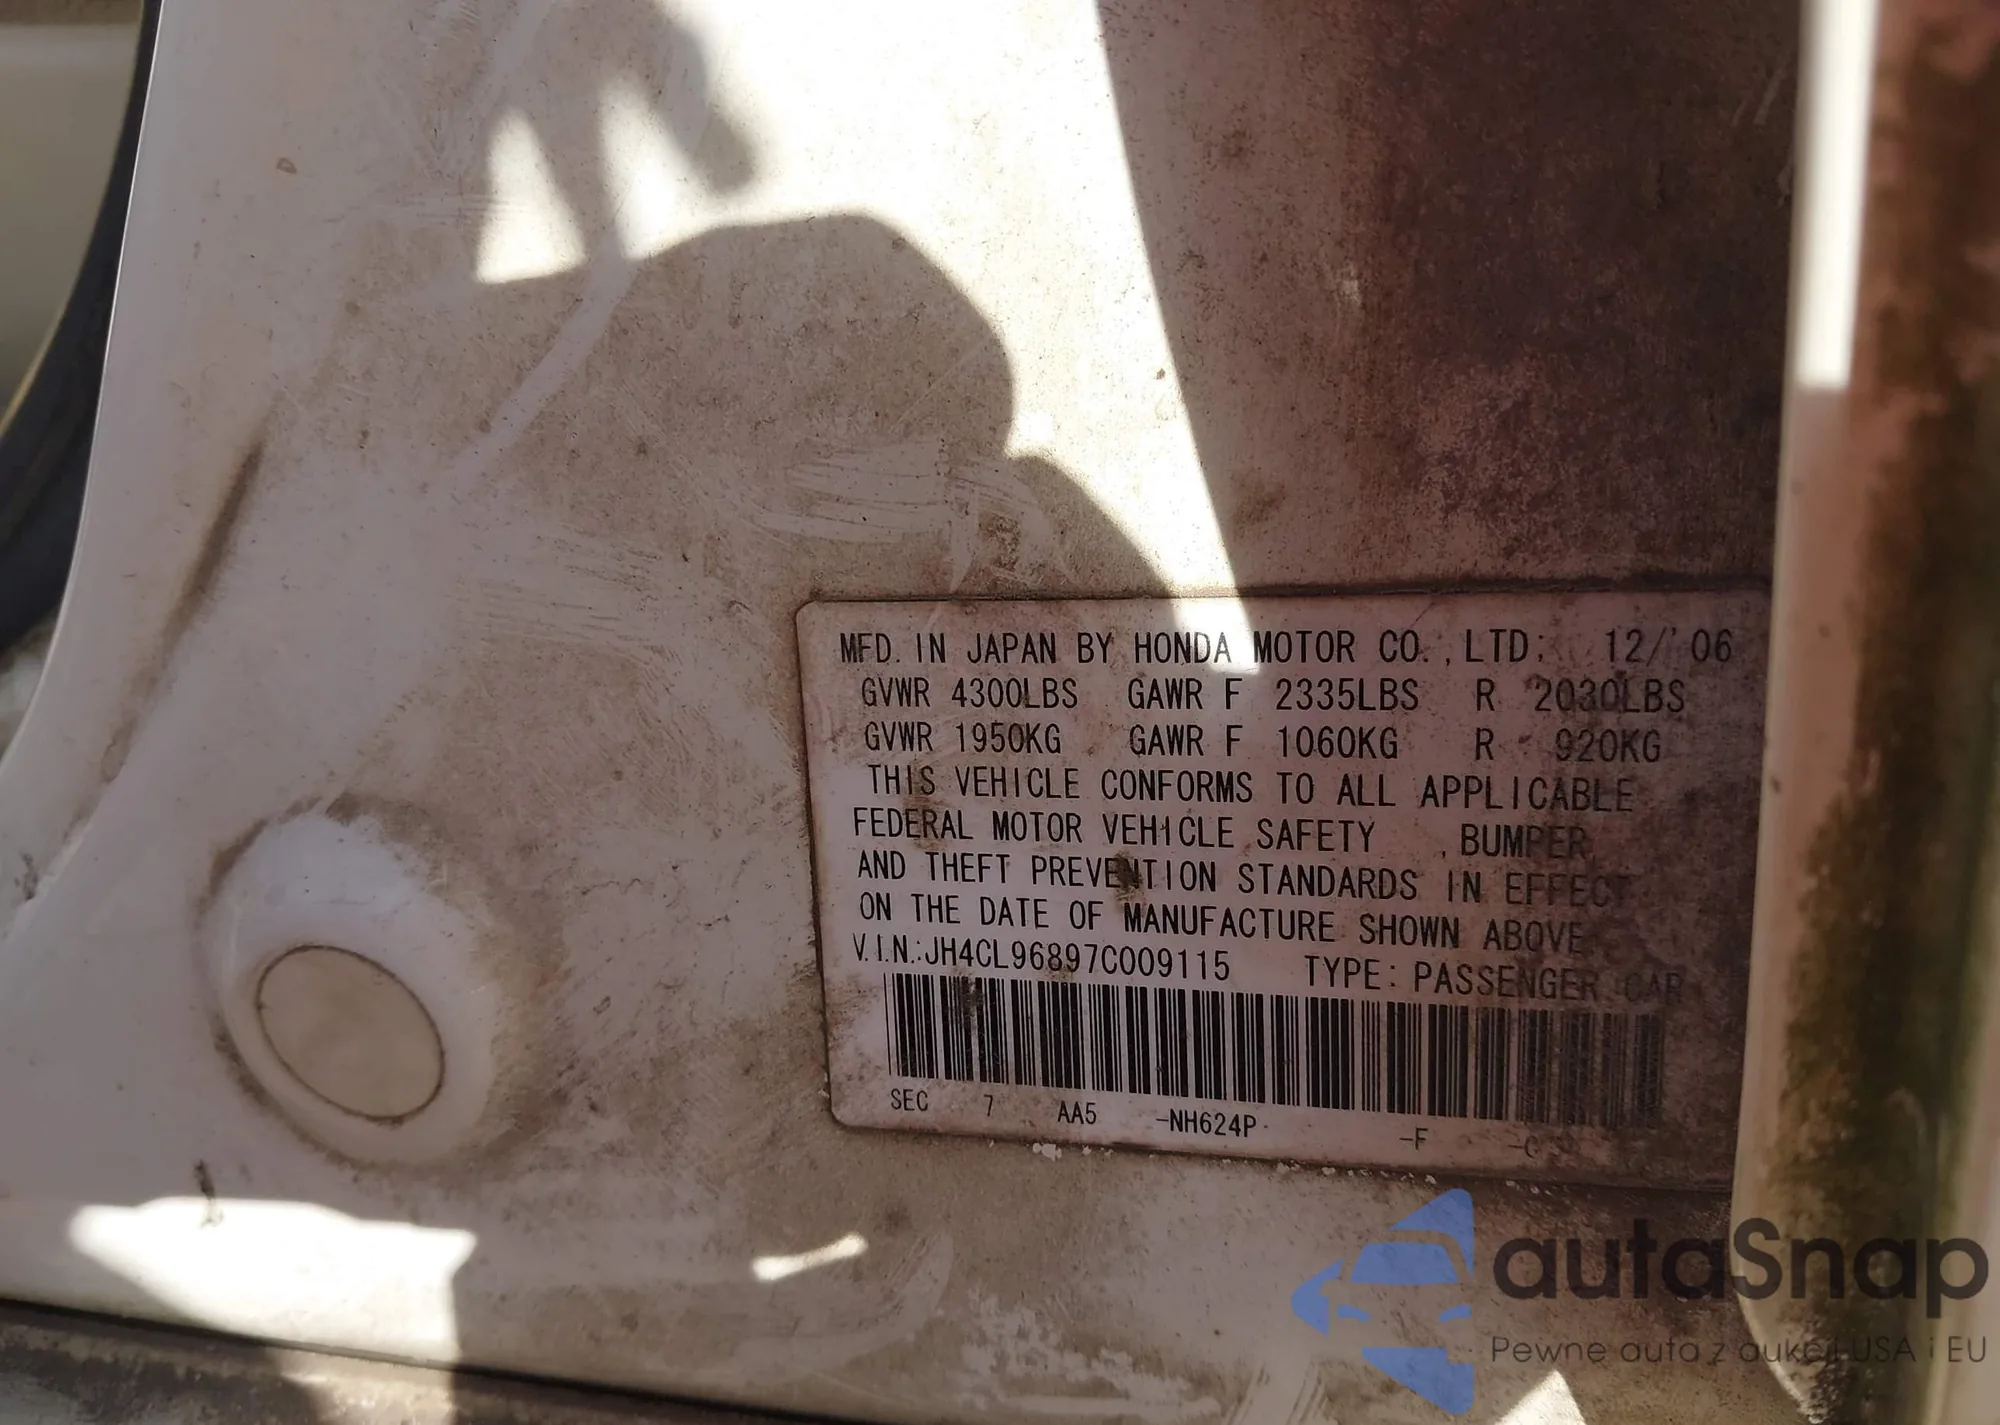 MFD. IN JAPAN BY HONDA MOTOR CO., LTD: 12/'06
GVWR 4300LBS GAWR F 2335LBS R 2030LBS
GVWR 1950KG GAWR F 1060KG R 920KG
THIS VEHICLE CONFORMS TO ALL APPLICABLE
FEDERAL MOTOR VEHICLE SAFETY , BUMPER,
AND THEFT PREVENTION STANDARDS IN EFFECT
ON THE DATE OF MANUFACTURE SHOWN ABOVE
V.I.N.:JH4CL96897C009115 TYPE: PASSENGER CAR
SEC 7 AA5 -NH624P -F -C
autaSnap
Pewne auta z aukcji USA i EU